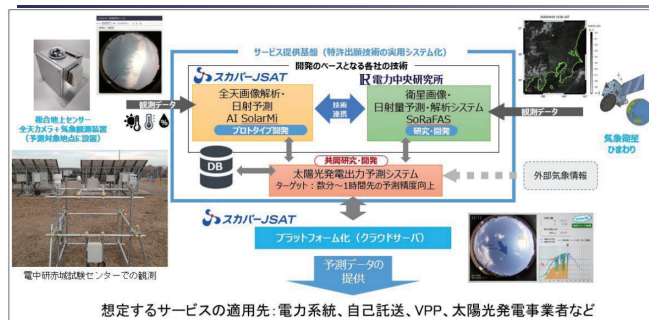 サービス提供基盤（特許出願技術の実用システム化）
開発のベースとなる各社の技術
スカパーJSAT
電力中央研究所
複合地上センサー
全天カメラ＋気象観測装置
（予測対象地点に設置）
観測データ
全天画像解析・
日射予測
AI SolarMi
プロトタイプ開発
技術
連携
衛星画像・
日射量予測・解析システム
SoRaFAS
研究・開発
観測データ
気象衛星
ひまわり
DB
共同研究・開発
太陽光発電出力予測システム
ターゲット：数分～1時間先の予測精度向上
外部気象情報
スカパーJSAT
プラットフォーム化（クラウドサーバ）
電中研赤城試験センターでの観測
予測データの
提供
想定するサービスの適用先：電力系統、自己託送、VPP、太陽光発電事業者など